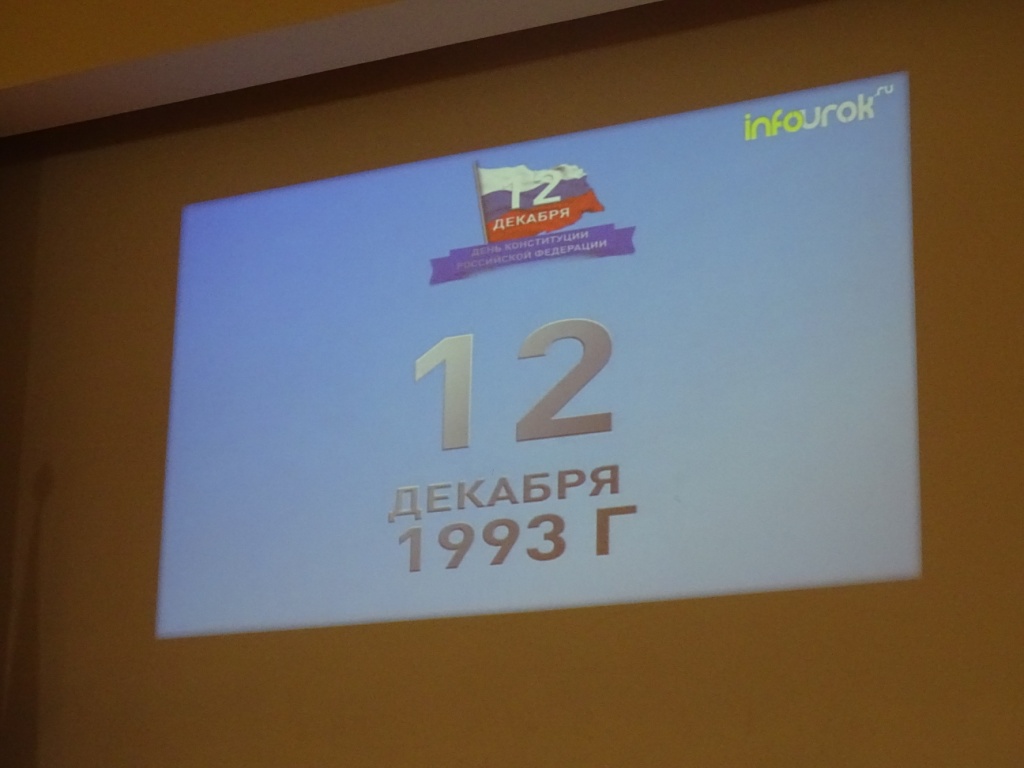 infourok.ru
12
ДЕКАБРЯ
ДЕНЬ КОНСТИТУЦИИ
РОССИЙСКОЙ ФЕДЕРАЦИИ
12
ДЕКАБРЯ
1993 Г